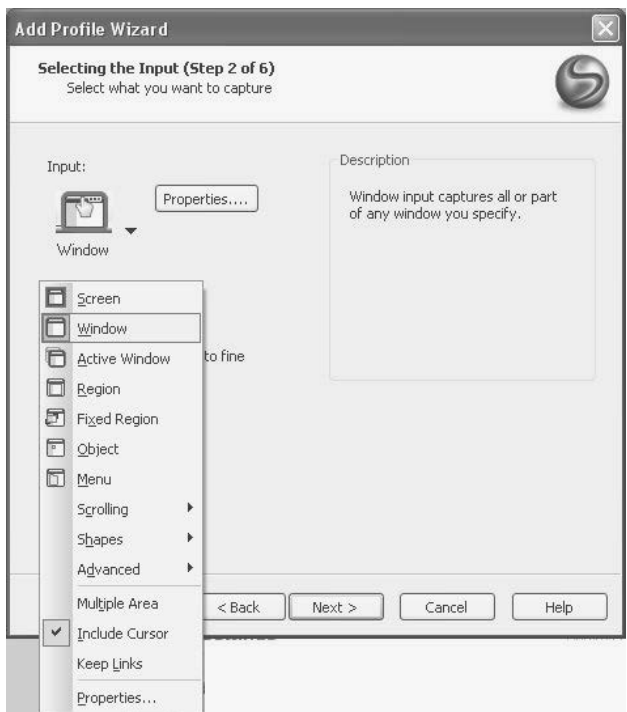 Add Profile Wizard
Selecting the Input (Step 2 of 6)
Select what you want to capture
Input:
Properties....
Window
Description
Window input captures all or part
of any window you specify.
Screen
Window
Active Window
to fine
Region
Fixed Region
Object
Menu
Scrolling
Shapes
Advanced
Multiple Area
< Back
Next >
Cancel
Help
Include Cursor
Keep Links
Properties...